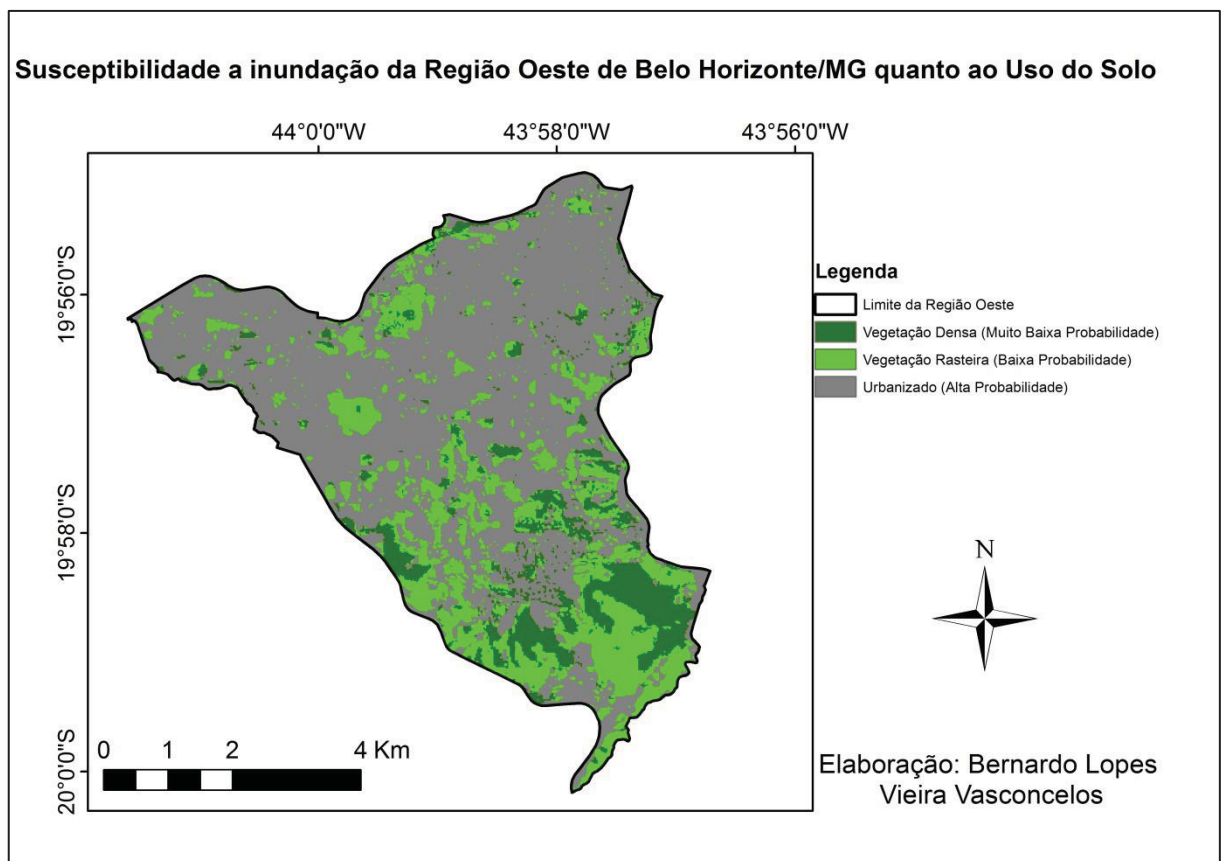 Susceptibilidade a inundação da Região Oeste de Belo Horizonte/MG quanto ao Uso do Solo
44°0'0"W
43°58'0"W
43°56'0"W
19°56'0"S
19°58'0"S
20°0'0"S
Legenda
Limite da Região Oeste
Vegetação Densa (Muito Baixa Probabilidade)
Vegetação Rasteira (Baixa Probabilidade)
Urbanizado (Alta Probabilidade)
N
0 1 2 4 Km
Elaboração: Bernardo Lopes
Vieira Vasconcelos